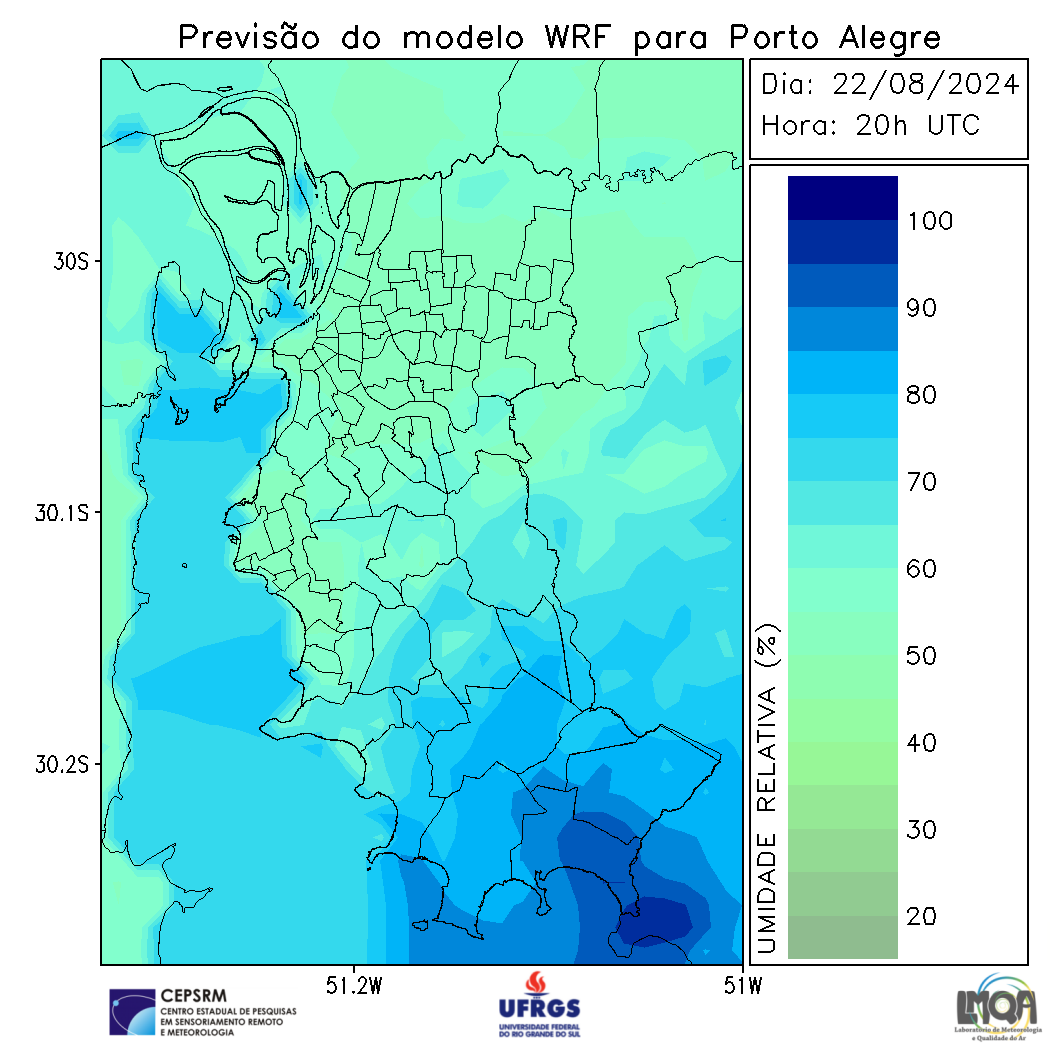 Previsão do modelo WRF para Porto Alegre
Dia: 22/08/2024
Hora: 20h UTC
30S
30.1S
30.2S
51.2W
51W
100
90
80
70
60
50
40
30
20
UMIDADE RELATIVA (%)
CEPSRM
CENTRO ESTADUAL DE PESQUISAS
EM SENSORIAMENTO REMOTO
E METEOROLOGIA
UFRGS
UNIVERSIDADE FEDERAL
DO RIO GRANDE DO SUL
LMQA
Laboratório de Meteorologia
e Qualidade do Ar